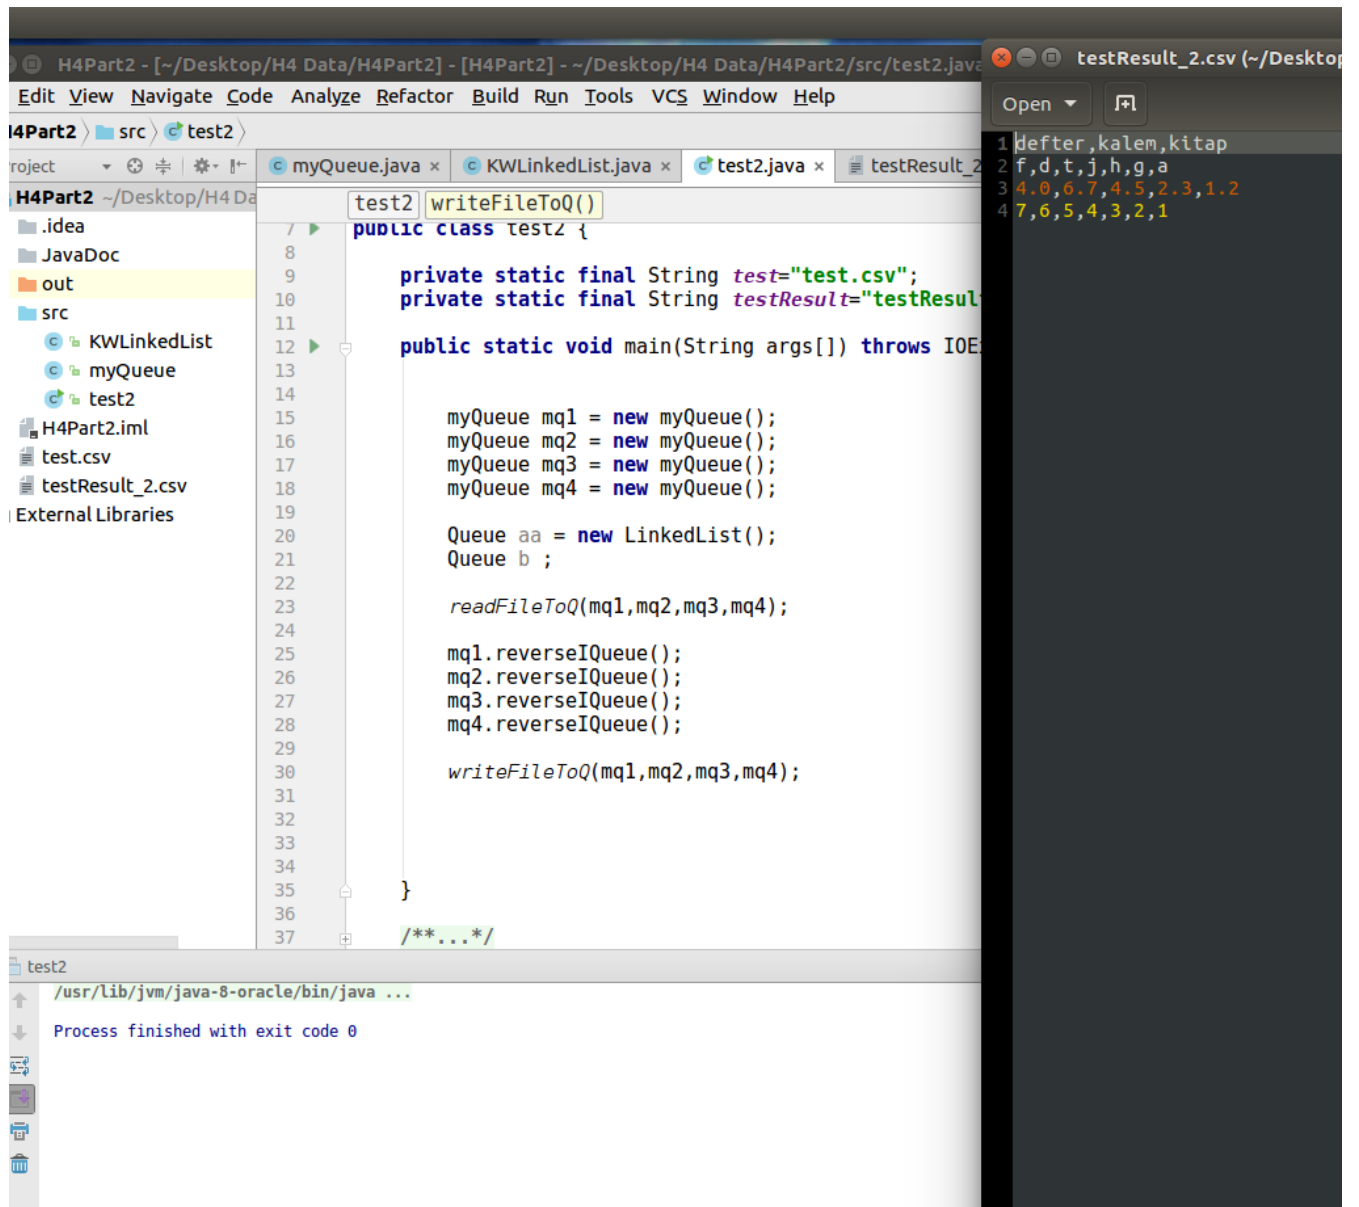 H4Part2 - [~/Desktop/H4 Data/H4Part2] - [H4Part2] - ~/Desktop/H4 Data/H4Part2/src/test2.java
Edit View Navigate Code Analyze Refactor Build Run Tools VCS Window Help
src test2
myQueue.java × KWLinkedList.java × test2.java × testResult_2
H4Part2 ~/Desktop/H4 Da
.idea
JavaDoc
out
src
KWLinkedList
myQueue
test2
H4Part2.iml
test.csv
testResult_2.csv
External Libraries
test2 writeFileToQ()
7 public class test2 {
8
9 private static final String test="test.csv";
10 private static final String testResult="testResul
11
12 public static void main(String args[]) throws IOE
13
14
15 myQueue mq1 = new myQueue();
16 myQueue mq2 = new myQueue();
17 myQueue mq3 = new myQueue();
18 myQueue mq4 = new myQueue();
19
20 Queue aa = new LinkedList();
21 Queue b ;
22
23 readFileToQ(mq1,mq2,mq3,mq4);
24
25 mq1.reverseIQueue();
26 mq2.reverseIQueue();
27 mq3.reverseIQueue();
28 mq4.reverseIQueue();
29
30 writeFileToQ(mq1,mq2,mq3,mq4);
31
32
33
34
35 }
36
37 /**...*/
test2
/usr/lib/jvm/java-8-oracle/bin/java ...
Process finished with exit code 0
testResult_2.csv (~/Desktop
Open
1 defter,kalem,kitap
2 f,d,t,j,h,g,a
3 4.0,6.7,4.5,2.3,1.2
4 7,6,5,4,3,2,1